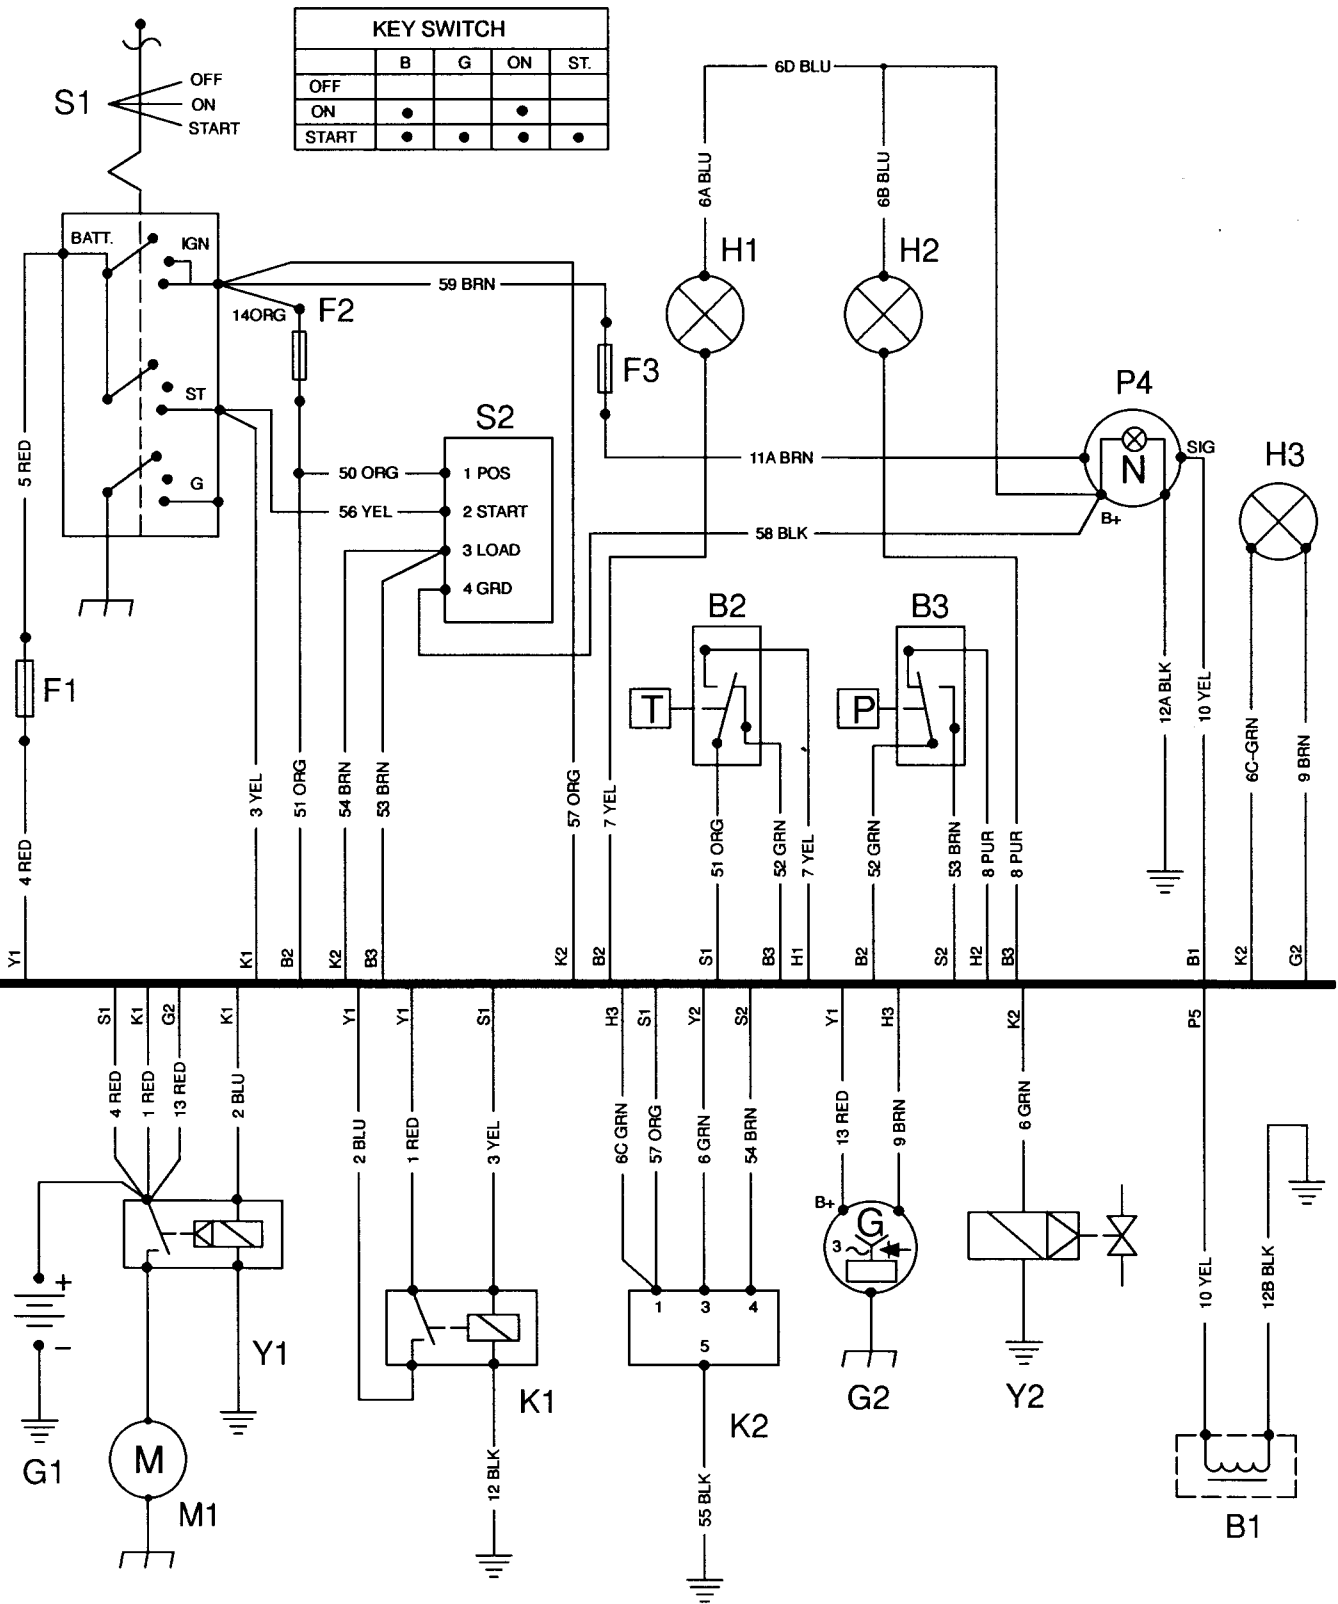 KEY SWITCH
B G ON ST.
OFF
ON
START
S1
OFF
ON
START
6D BLU
6A BLU
6B BLU
H1
H2
BATT.
IGN
ST
G
59 BRN
14ORG
F2
F3
P4
SIG
N
B+
H3
5 RED
S2
50 ORG
1 POS
56 YEL
2 START
3 LOAD
4 GRD
11A BRN
58 BLK
B2
T
B3
P
F1
4 RED
3 YEL
51 ORG
54 BRN
53 BRN
57 ORG
7 YEL
51 ORG
52 GRN
7 YEL
52 GRN
53 BRN
8 PUR
8 PUR
12A BLK
10 YEL
6C-GRN
9 BRN
Y1
K1
B2
K2
B3
K2
B2
S1
B3
H1
B2
S2
H2
B3
B1
K2
G2
S1
K1
G2
K1
Y1
Y1
S1
H3
S1
Y2
S2
Y1
H3
K2
P5
4 RED
1 RED
13 RED
2 BLU
2 BLU
1 RED
3 YEL
6C GRN
57 ORG
6 GRN
54 BRN
13 RED
9 BRN
6 GRN
10 YEL
12B BLK
+
−
G1
Y1
M
M1
K1
12 BLK
1 3 4
5
K2
55 BLK
B+
G
3
G2
Y2
B1